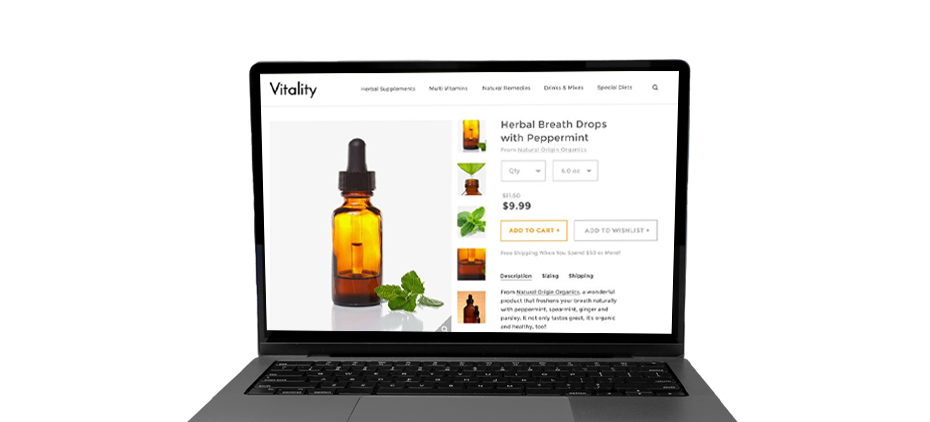 Vitality
Herbal Supplements Multi Vitamins Natural Remedies Drinks & Mixes Special Diets
Herbal Breath Drops
with Peppermint
From Natural Origin Organics
Qty 6.0 oz
$9.99
ADD TO CART + ADD TO WISHLIST +
Free Shipping When You Spend $50 or More!
Description Sizing Shipping
From Natural Origin Organics, a wonderful
product that freshens your breath naturally
with peppermint, spearmint, ginger and
parsley. It not only tastes great, it's organic
and healthy, too!